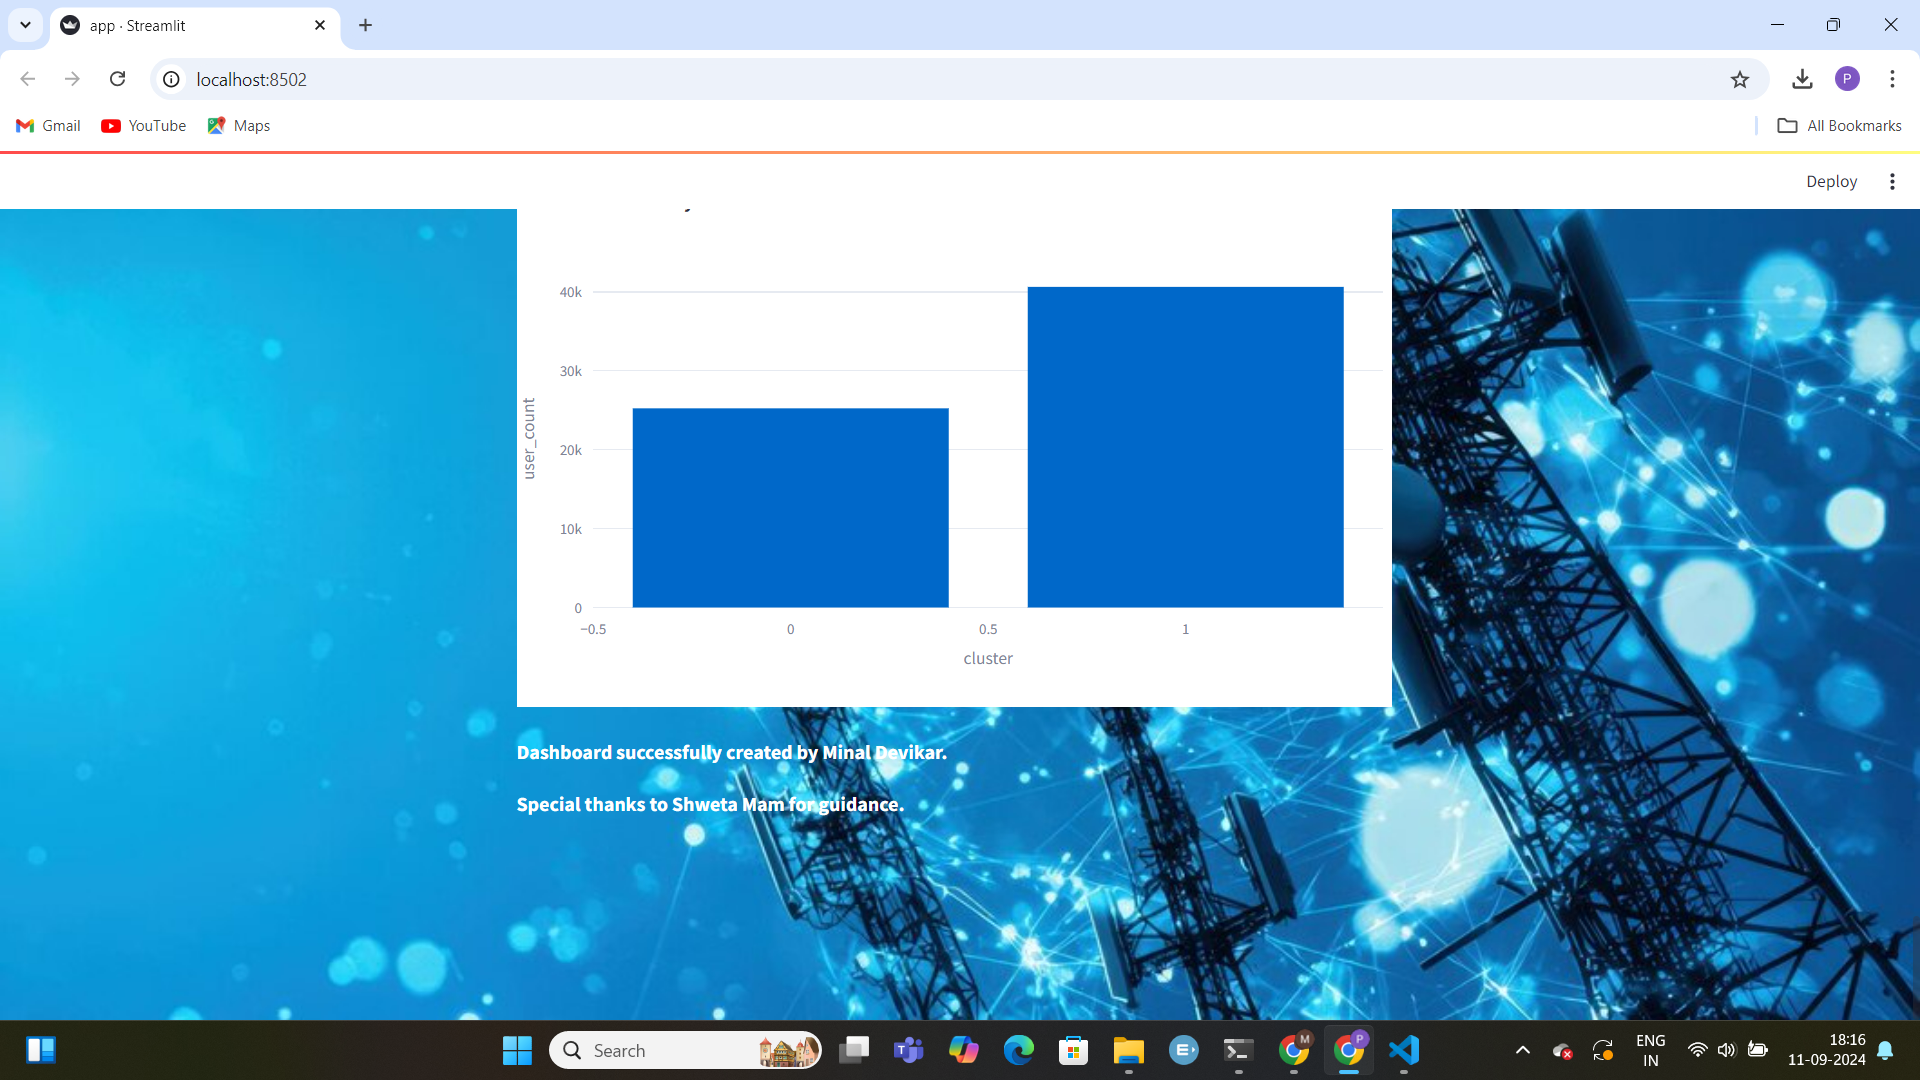 app · Streamlit
localhost:8502
P
Gmail
YouTube
Maps
All Bookmarks
Deploy
40k
30k
20k
10k
0
user_count
−0.5
0
0.5
1
cluster
Dashboard successfully created by Minal Devikar.
Special thanks to Shweta Mam for guidance.
Search
M
P
ENG
IN
18:16
11-09-2024